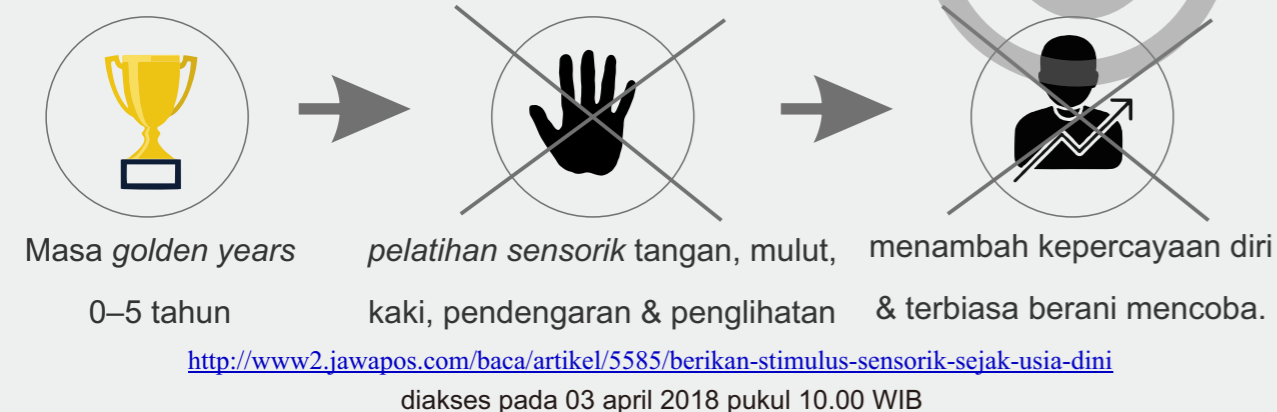 Masa golden years
0–5 tahun
pelatihan sensorik tangan, mulut,
kaki, pendengaran & penglihatan
menambah kepercayaan diri
& terbiasa berani mencoba.
http://www2.jawapos.com/baca/artikel/5585/berikan-stimulus-sensorik-sejak-usia-dini
diakses pada 03 april 2018 pukul 10.00 WIB